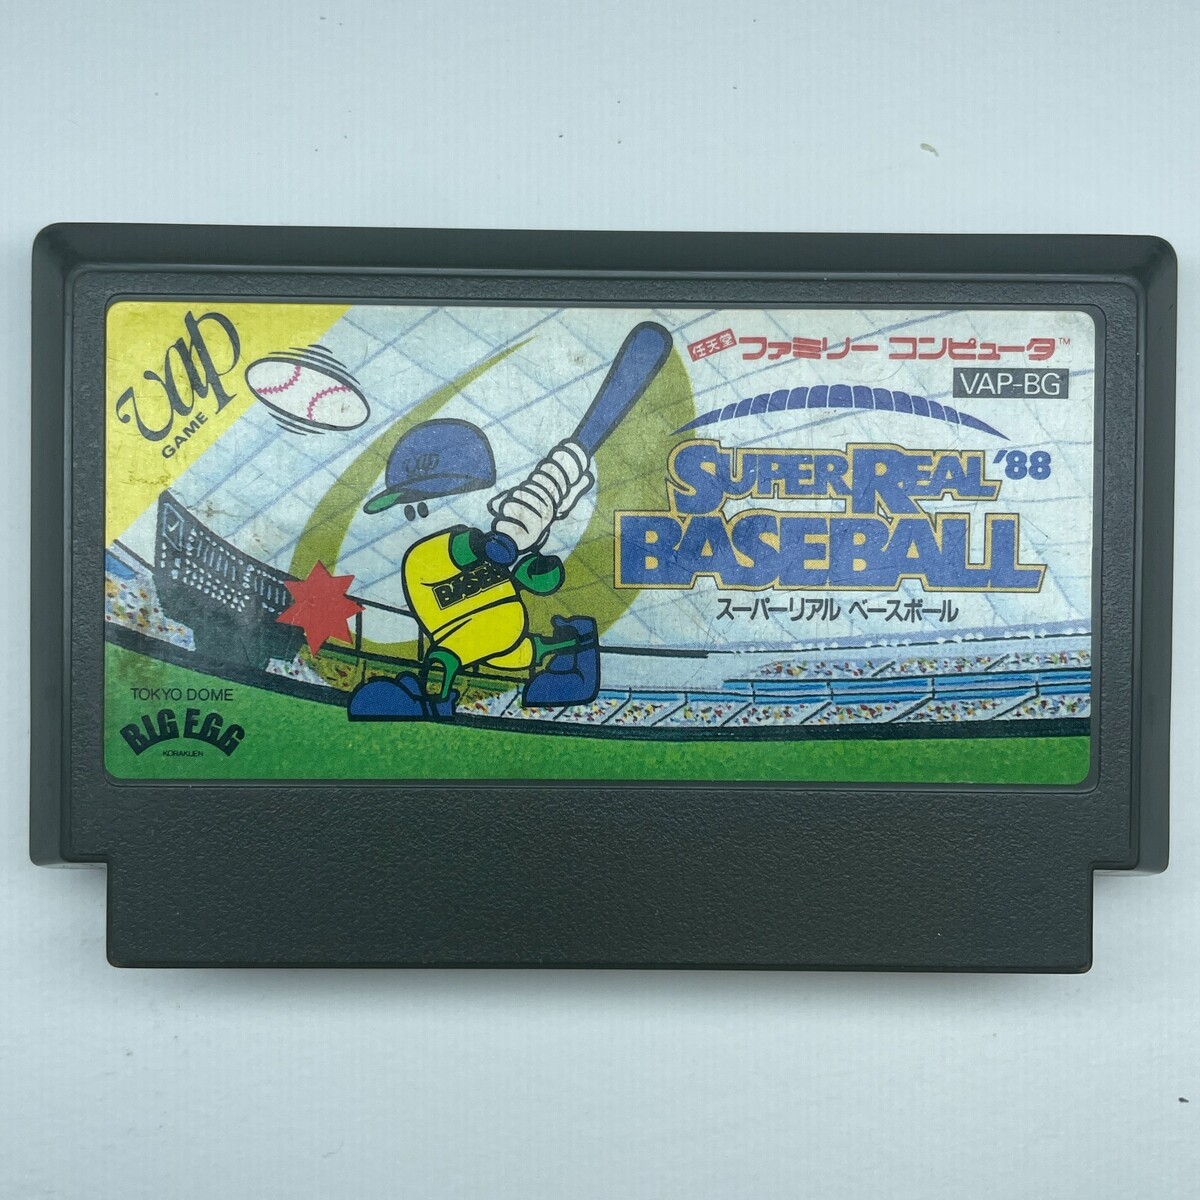 vap
GAME
任天堂 ファミリー コンピュータ™
VAP-BG
SUPER REAL '88
BASEBALL
スーパーリアル ベースボール
vap
BASE
TOKYO DOME
BIG EGG
KORAKUEN